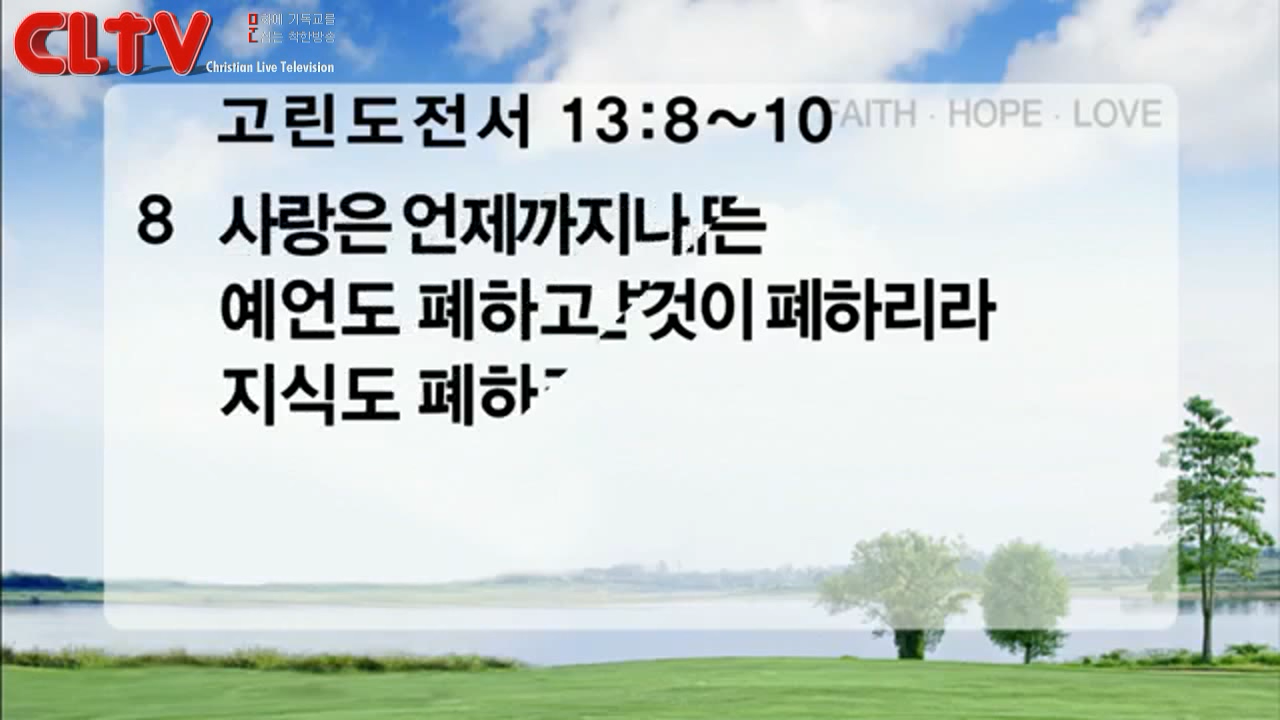 CLTV
Christian Live Television
고린도전서 13:8~10
FAITH · HOPE · LOVE
8 사랑은 언제까지나
예언도 폐하고 것이 폐하리라
지식도 폐하